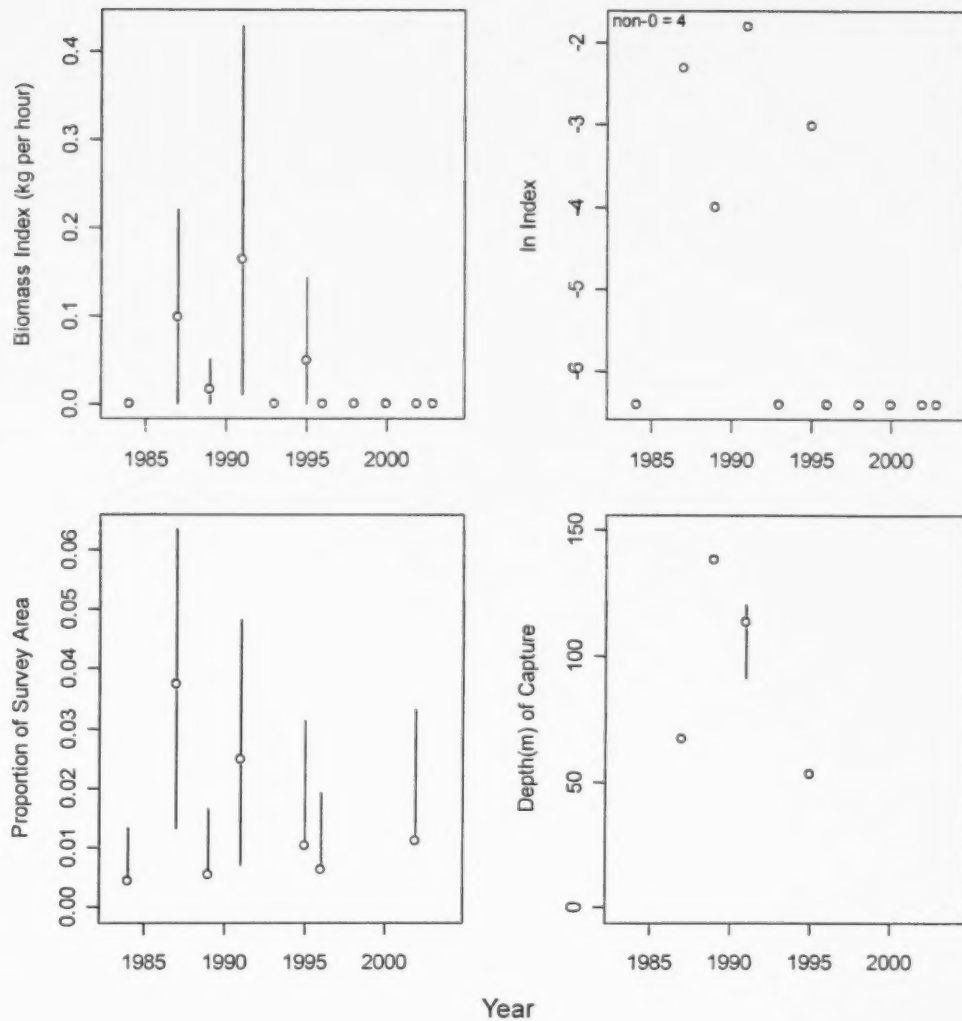 Biomass Index (kg per hour)
0.0
0.1
0.2
0.3
0.4
1985 1990 1995 2000
non-0 = 4
ln Index
-6
-5
-4
-3
-2
1985 1990 1995 2000
Proportion of Survey Area
0.00
0.01
0.02
0.03
0.04
0.05
0.06
1985 1990 1995 2000
Depth(m) of Capture
0
50
100
150
1985 1990 1995 2000
Year